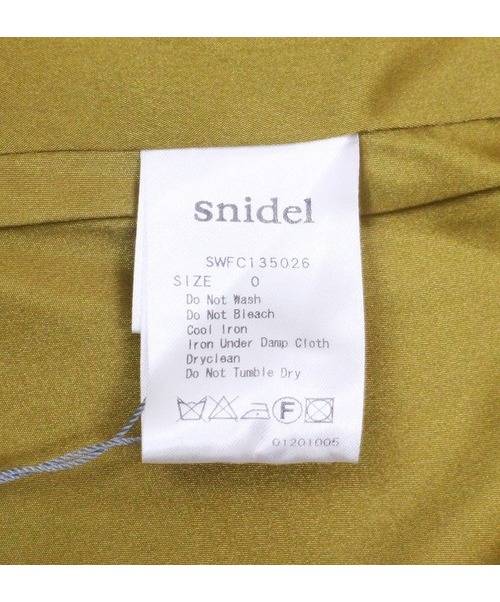 snidel
SWFC135026
SIZE 0
Do Not Wash
Do Not Bleach
Cool Iron
Iron Under Damp Cloth
Dryclean
Do Not Tumble Dry
F
01201005